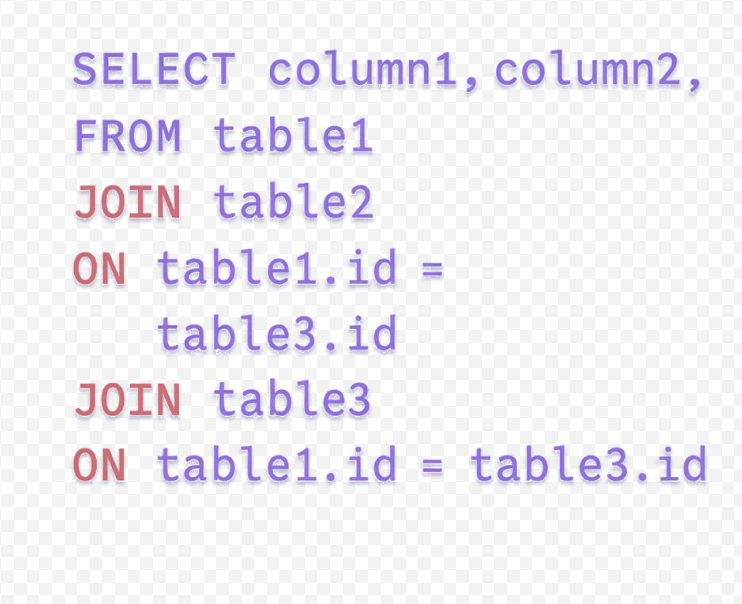 SELECT column1, column2,
FROM table1
JOIN table2
ON table1.id =
table3.id
JOIN table3
ON table1.id = table3.id